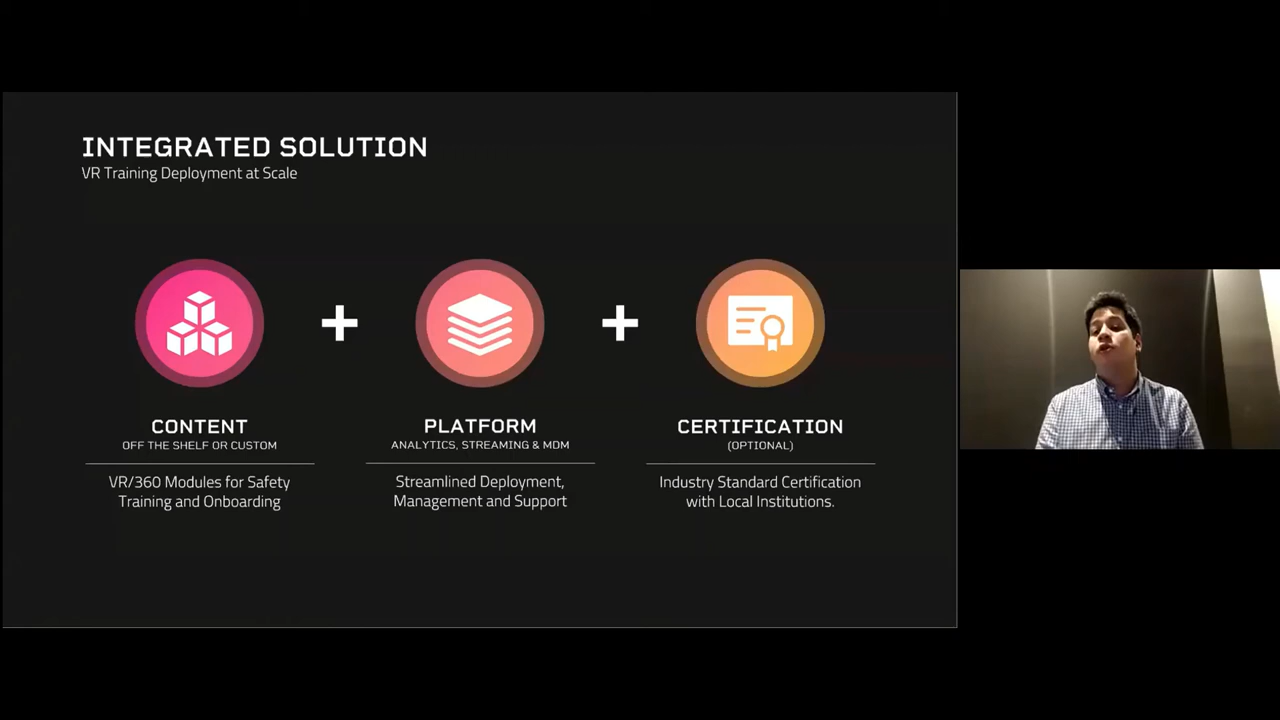 INTEGRATED SOLUTION
VR Training Deployment at Scale
CONTENT
OFF THE SHELF OR CUSTOM
VR/360 Modules for Safety
Training and Onboarding
PLATFORM
ANALYTICS, STREAMING & MDM
Streamlined Deployment,
Management and Support
CERTIFICATION
(OPTIONAL)
Industry Standard Certification
with Local Institutions.